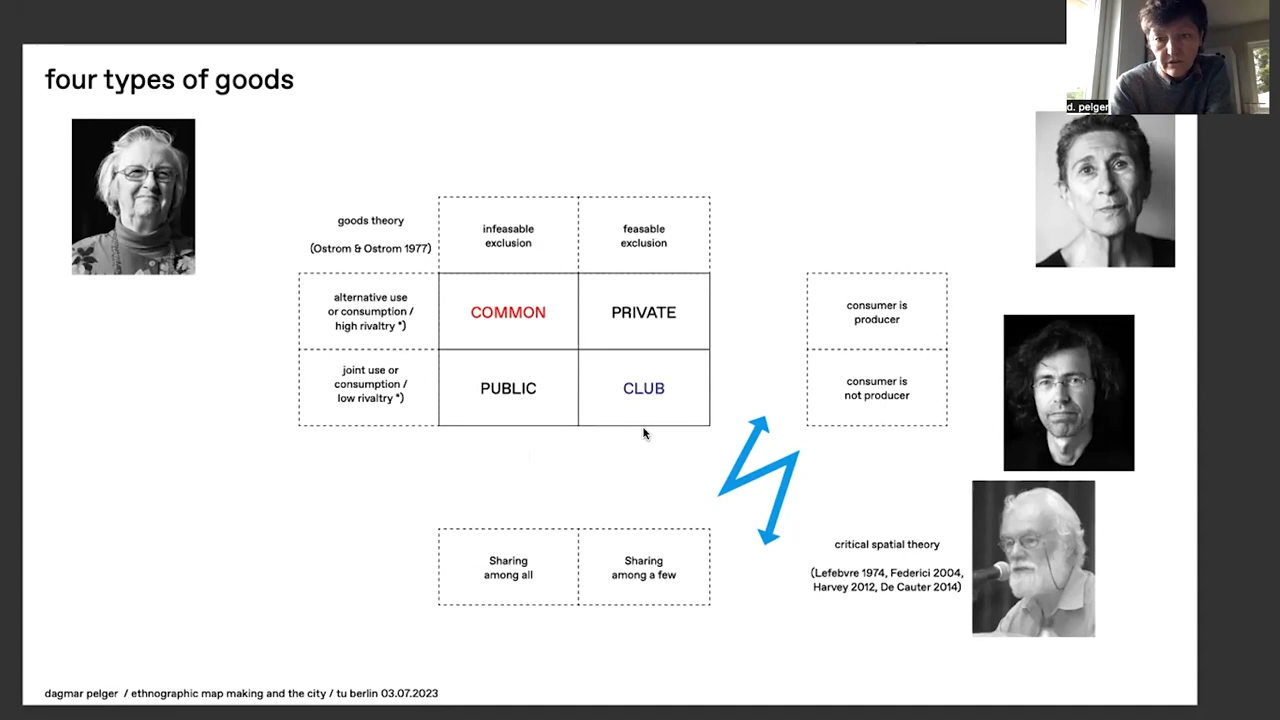 four types of goods
d. pelger
goods theory
(Ostrom & Ostrom 1977)
infeasable
exclusion
feasable
exclusion
alternative use
or consumption /
high rivaltry *)
COMMON
PRIVATE
consumer is
producer
joint use or
consumption /
low rivaltry *)
PUBLIC
CLUB
consumer is
not producer
Sharing
among all
Sharing
among a few
critical spatial theory
(Lefebvre 1974, Federici 2004,
Harvey 2012, De Cauter 2014)
dagmar pelger / ethnographic map making and the city / tu berlin 03.07.2023